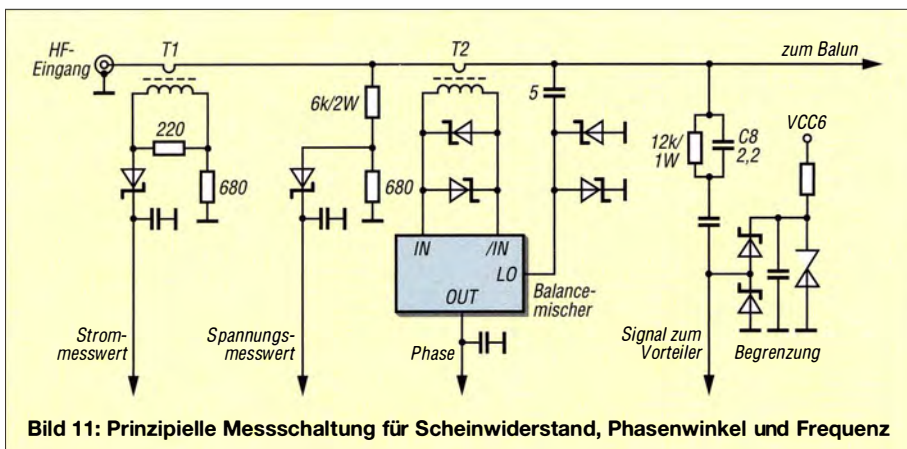 HF-
Eingang
T1
220
680
Strom-
messwert
6k/2W
680
Spannungs-
messwert
T2
IN
/IN
LO
OUT
Balance-
mischer
Phase
5
zum Balun
12k/
1W
C8
2,2
VCC6
Signal zum
Vorteiler
Begrenzung
Bild 11: Prinzipielle Messschaltung für Scheinwiderstand, Phasenwinkel und Frequenz